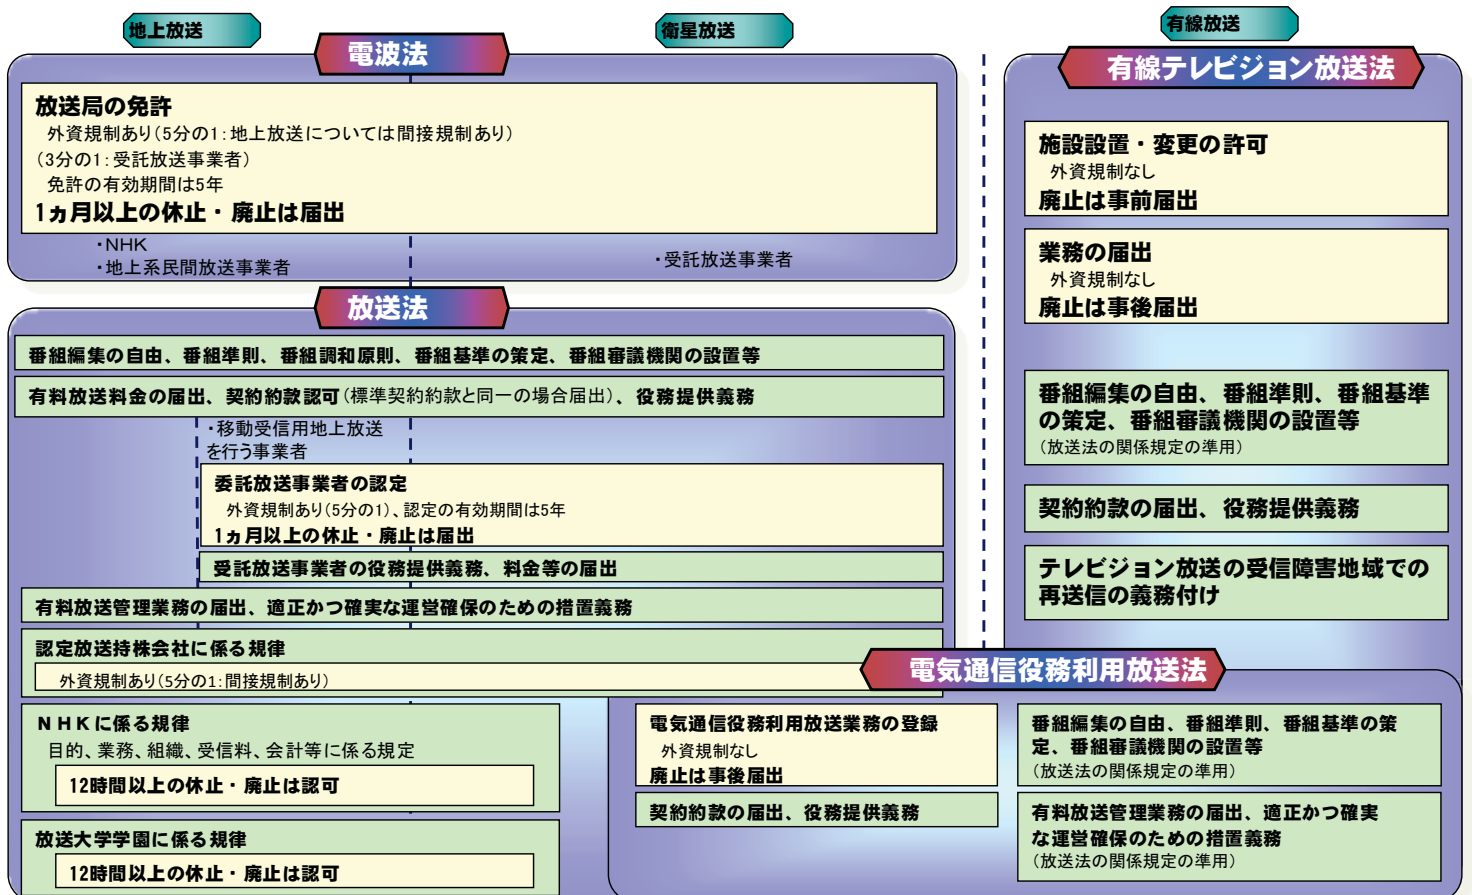 地上放送
衛星放送
有線放送
電波法
放送局の免許
外資規制あり(5分の1:地上放送については間接規制あり)
(3分の1:受託放送事業者)
免許の有効期間は5年
1ヵ月以上の休止・廃止は届出
・NHK
・地上系民間放送事業者
・受託放送事業者
放送法
番組編集の自由、番組準則、番組調和原則、番組基準の策定、番組審議機関の設置等
有料放送料金の届出、契約約款認可(標準契約約款と同一の場合届出)、役務提供義務
・移動受信用地上放送
を行う事業者
委託放送事業者の認定
外資規制あり(5分の1)、認定の有効期間は5年
1ヵ月以上の休止・廃止は届出
受託放送事業者の役務提供義務、料金等の届出
有料放送管理業務の届出、適正かつ確実な運営確保のための措置義務
認定放送持株会社に係る規律
外資規制あり(5分の1:間接規制あり)
NHKに係る規律
目的、業務、組織、受信料、会計等に係る規定
12時間以上の休止・廃止は認可
放送大学学園に係る規律
12時間以上の休止・廃止は認可
有線テレビジョン放送法
施設設置・変更の許可
外資規制なし
廃止は事前届出
業務の届出
外資規制なし
廃止は事後届出
番組編集の自由、番組準則、番組基準
の策定、番組審議機関の設置等
(放送法の関係規定の準用)
契約約款の届出、役務提供義務
テレビジョン放送の受信障害地域での
再送信の義務付け
電気通信役務利用放送法
電気通信役務利用放送業務の登録
外資規制なし
廃止は事後届出
契約約款の届出、役務提供義務
番組編集の自由、番組準則、番組基準の策
定、番組審議機関の設置等
(放送法の関係規定の準用)
有料放送管理業務の届出、適正かつ確実
な運営確保のための措置義務
(放送法の関係規定の準用)